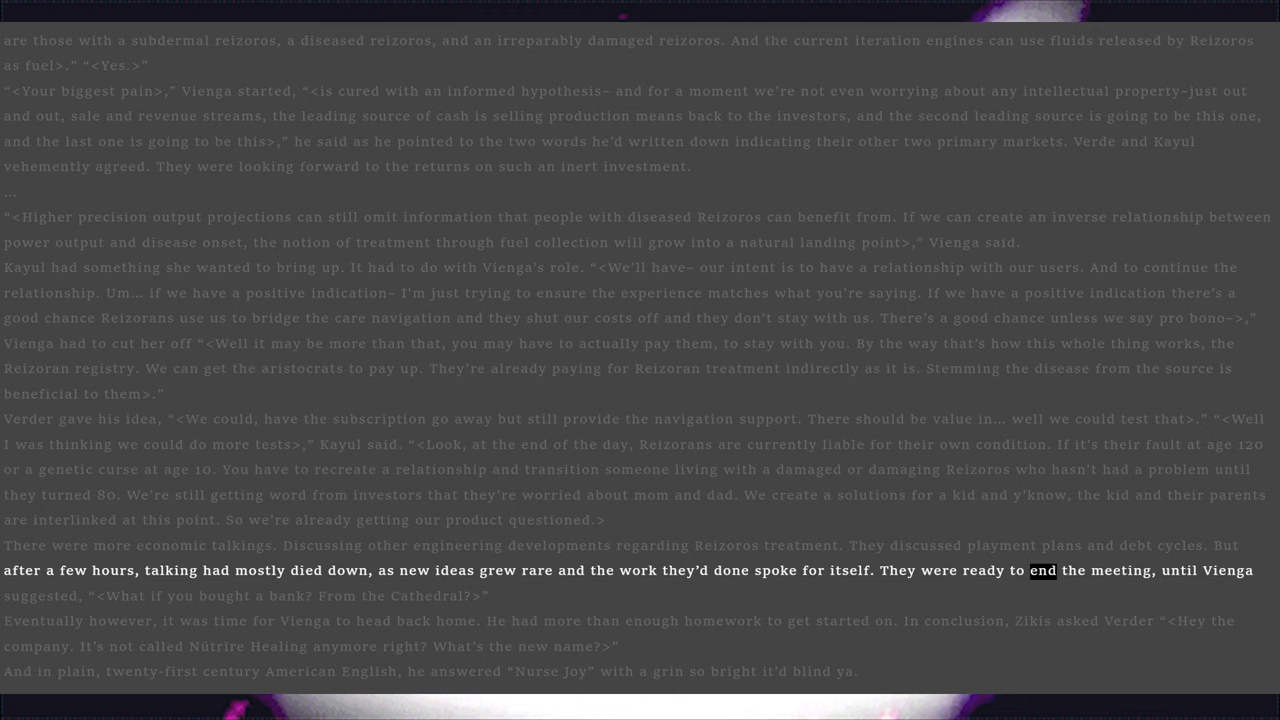 are those with a subdermal reizoros, a diseased reizoros, and an irreparably damaged reizoros. And the current iteration engines can use fluids released by Reizoros
as fuel>.” “<Yes.>”
“<Your biggest pain>,” Vienga started, “<is cured with an informed hypothesis– and for a moment we’re not even worrying about any intellectual property–just out
and out, sale and revenue streams, the leading source of cash is selling production means back to the investors, and the second leading source is going to be this one,
and the last one is going to be this>,” he said as he pointed to the two words he’d written down indicating their other two primary markets. Verde and Kayul
vehemently agreed. They were looking forward to the returns on such an inert investment.
...
“<Higher precision output projections can still omit information that people with diseased Reizoros can benefit from. If we can create an inverse relationship between
power output and disease onset, the notion of treatment through fuel collection will grow into a natural landing point>,” Vienga said.
Kayul had something she wanted to bring up. It had to do with Vienga’s role. “<We’ll have– our intent is to have a relationship with our users. And to continue the
relationship. Um... if we have a positive indication– I’m just trying to ensure the experience matches what you’re saying. If we have a positive indication there’s a
good chance Reizorans use us to bridge the care navigation and they shut our costs off and they don’t stay with us. There’s a good chance unless we say pro bono–>,”
Vienga had to cut her off “<Well it may be more than that, you may have to actually pay them, to stay with you. By the way that’s how this whole thing works, the
Reizoran registry. We can get the aristocrats to pay up. They’re already paying for Reizoran treatment indirectly as it is. Stemming the disease from the source is
beneficial to them>.”
Verder gave his idea, “<We could, have the subscription go away but still provide the navigation support. There should be value in... well we could test that>.” “<Well
I was thinking we could do more tests>,” Kayul said. “<Look, at the end of the day, Reizorans are currently liable for their own condition. If it’s their fault at age 120
or a genetic curse at age 10. You have to recreate a relationship and transition someone living with a damaged or damaging Reizoros who hasn’t had a problem until
they turned 80. We’re still getting word from investors that they’re worried about mom and dad. We create a solutions for a kid and y’know, the kid and their parents
are interlinked at this point. So we’re already getting our product questioned.>
There were more economic talkings. Discussing other engineering developments regarding Reizoros treatment. They discussed playment plans and debt cycles. But
after a few hours, talking had mostly died down, as new ideas grew rare and the work they’d done spoke for itself. They were ready to end the meeting, until Vienga
suggested, “<What if you bought a bank? From the Cathedral?>”
Eventually however, it was time for Vienga to head back home. He had more than enough homework to get started on. In conclusion, Zikis asked Verder “<Hey the
company. It’s not called Nūtrīre Healing anymore right? What’s the new name?>”
And in plain, twenty-first century American English, he answered “Nurse Joy” with a grin so bright it’d blind ya.